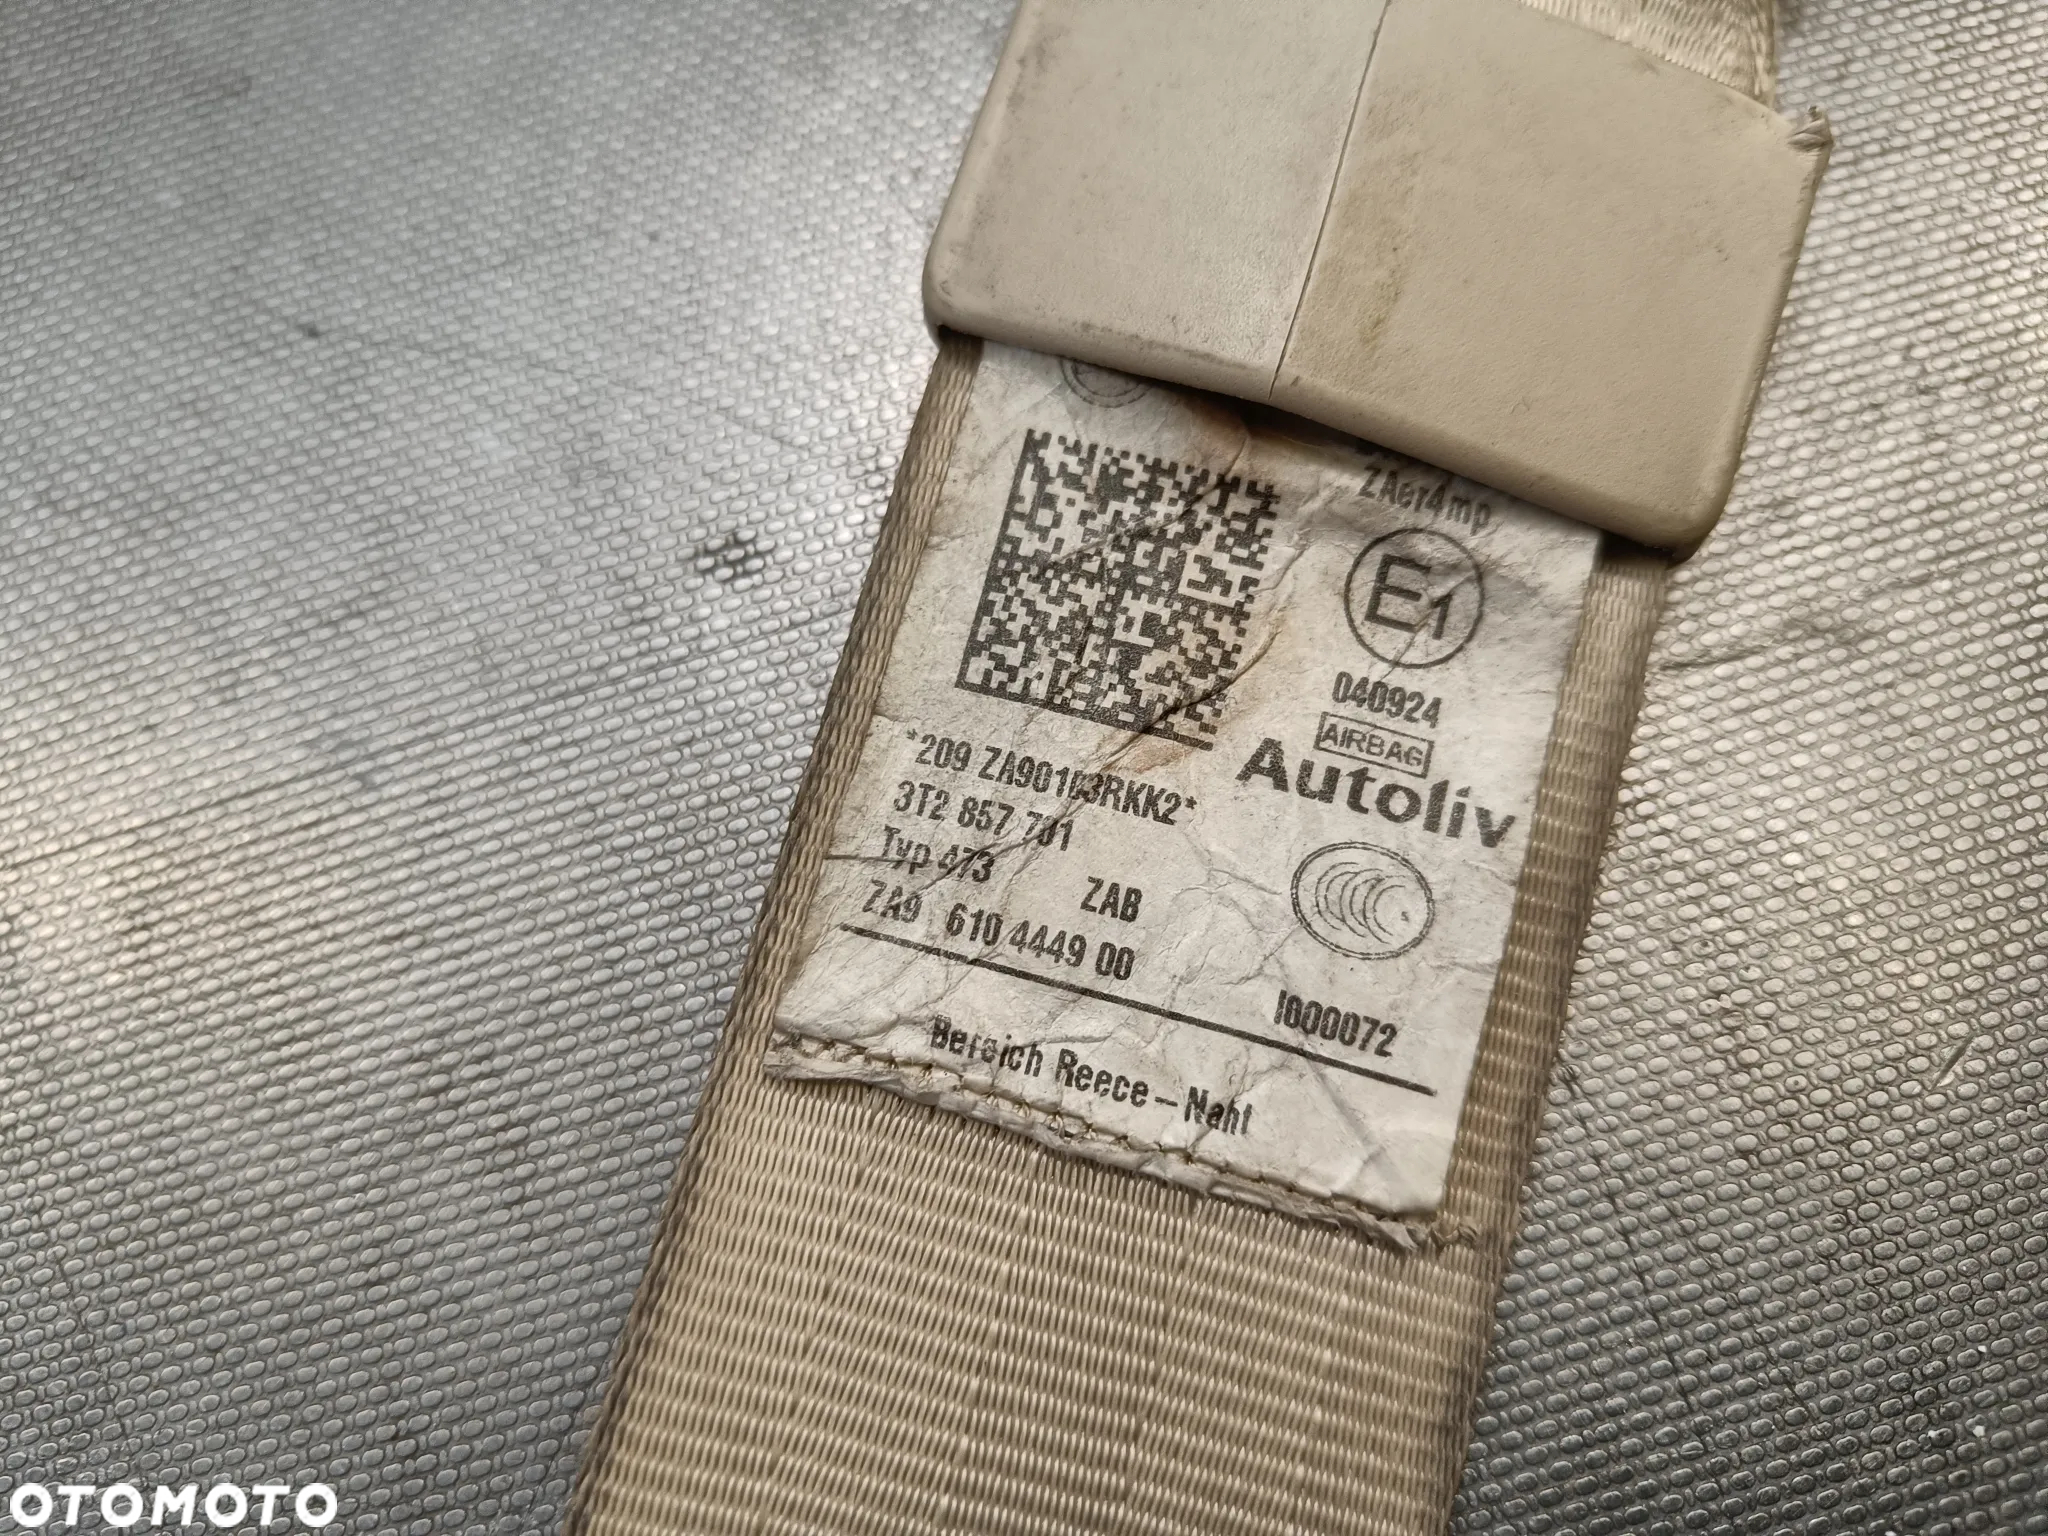 ZAer4mp
E1
040924
AIRBAG
Autoliv
*209 ZA90103RKK2*
3T2 857 701
Typ 473 ZAB
ZA9 610 4449 00
I000072
Bereich Reece – Naht
OTOMOTO